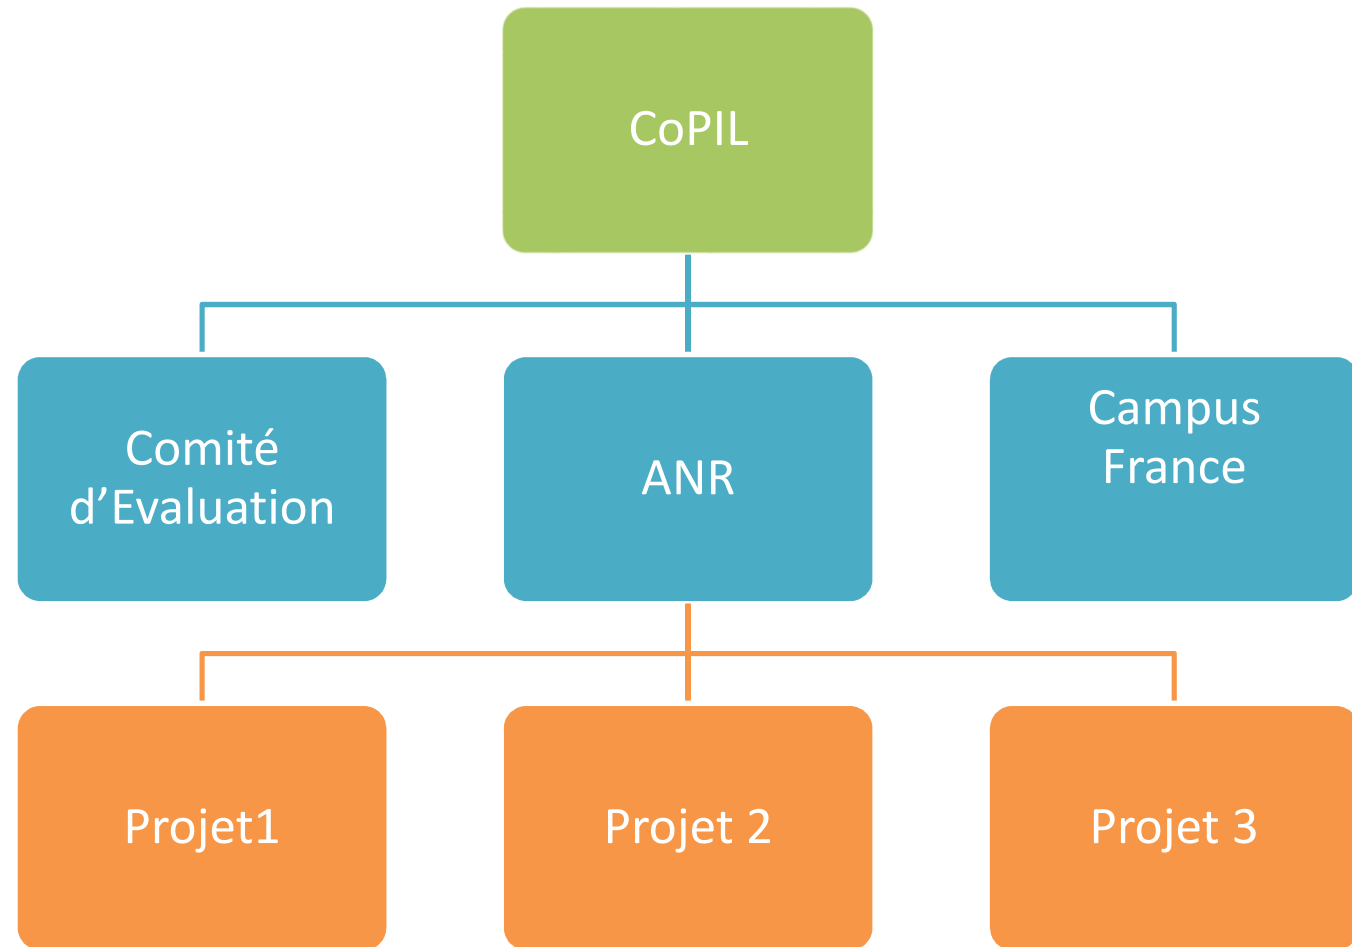 CoPIL
Comité
d’Evaluation
ANR
Campus
France
Projet1
Projet 2
Projet 3